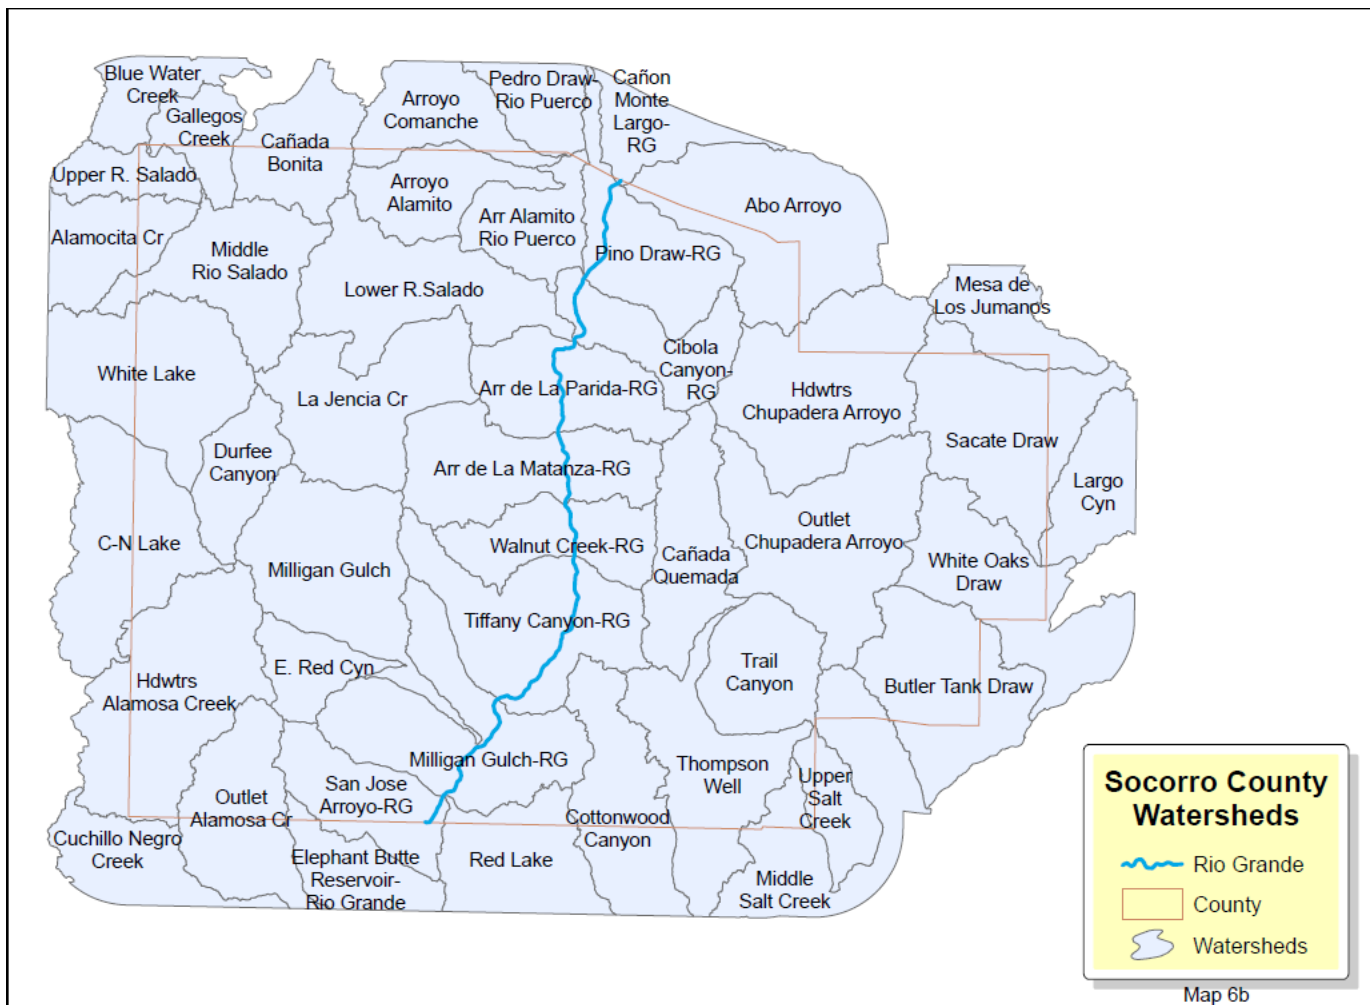 Blue Water
Creek
Gallegos
Creek
Cañada
Bonita
Arroyo
Comanche
Pedro Draw-
Rio Puerco
Cañon
Monte
Largo-
RG
Upper R. Salado
Arroyo
Alamito
Arr Alamito
Rio Puerco
Abo Arroyo
Alamocita Cr
Middle
Rio Salado
Pino Draw-RG
Lower R.Salado
Mesa de
Los Jumanos
White Lake
La Jencia Cr
Arr de La Parida-RG
Cibola
Canyon-
RG
Hdwtrs
Chupadera Arroyo
Durfee
Canyon
Arr de La Matanza-RG
Sacate Draw
Largo
Cyn
C-N Lake
Milligan Gulch
Walnut Creek-RG
Cañada
Quemada
Outlet
Chupadera Arroyo
White Oaks
Draw
Tiffany Canyon-RG
Hdwtrs
Alamosa Creek
E. Red Cyn
Trail
Canyon
Butler Tank Draw
Milligan Gulch-RG
Thompson
Well
Upper
Salt
Creek
San Jose
Arroyo-RG
Outlet
Alamosa Cr
Cottonwood
Canyon
Cuchillo Negro
Creek
Elephant Butte
Reservoir-
Rio Grande
Red Lake
Middle
Salt Creek
Socorro County
Watersheds
Rio Grande
County
Watersheds
Map 6b